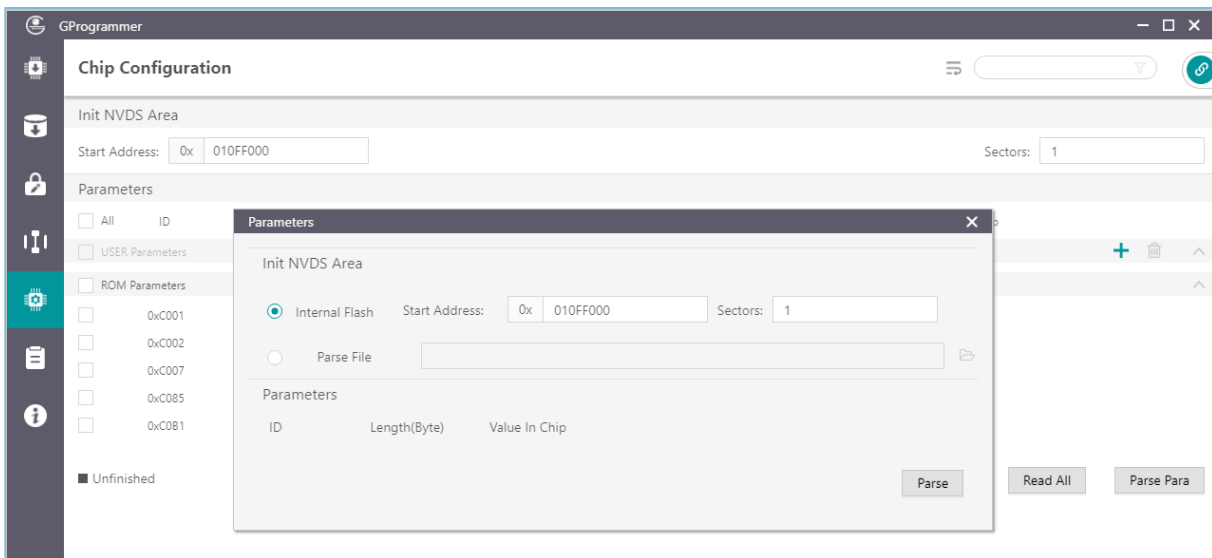 GProgrammer
Chip Configuration
Init NVDS Area
Start Address: 0x 010FF000 Sectors: 1
Parameters
All ID
USER Parameters
ROM Parameters
0xC001
0xC002
0xC007
0xC085
0xC0B1
Unfinished
Read All Parse Para
Parameters
Init NVDS Area
Internal Flash Start Address: 0x 010FF000 Sectors: 1
Parse File
Parameters
ID Length(Byte) Value In Chip
Parse